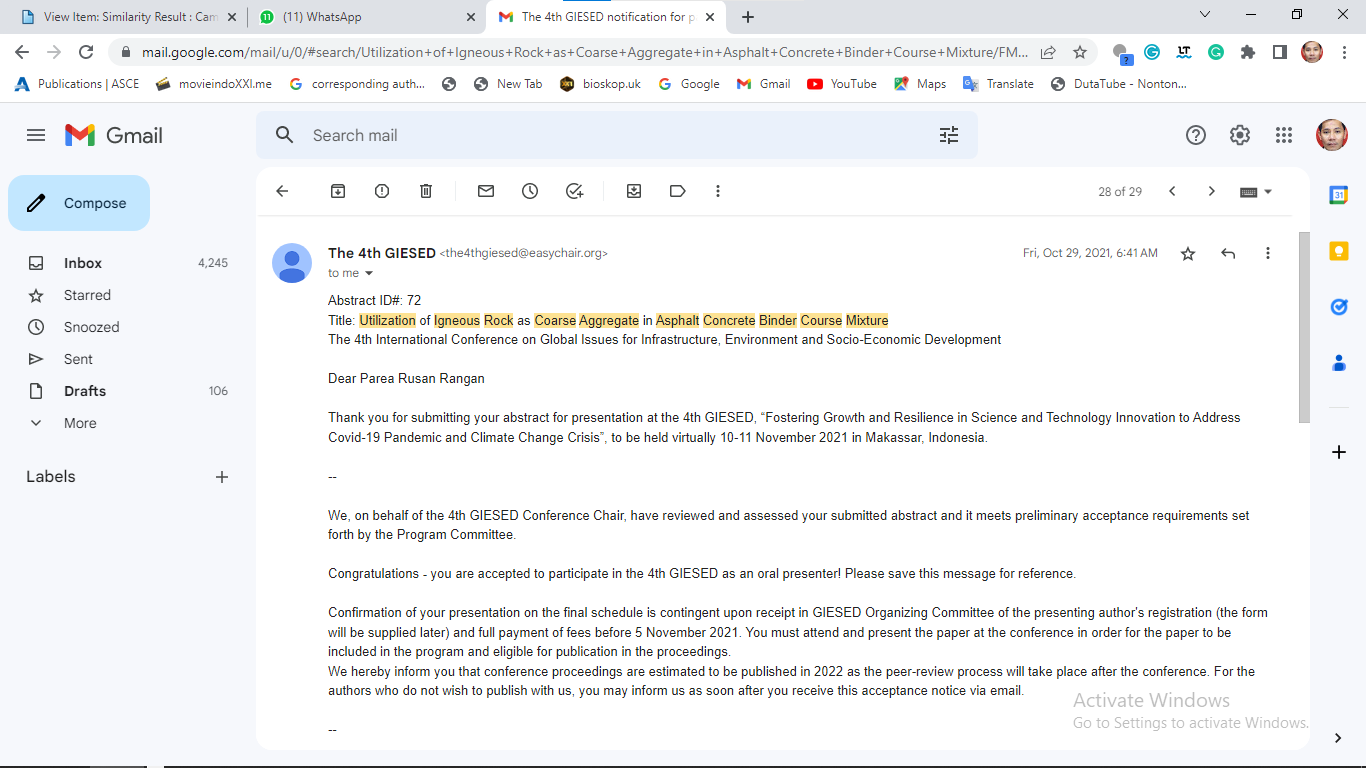 View Item: Similarity Result : Cam
(11) WhatsApp
The 4th GIESED notification for p
mail.google.com/mail/u/0/#search/Utilization+of+Igneous+Rock+as+Coarse+Aggregate+in+Asphalt+Concrete+Binder+Course+Mixture/FM...
Publications | ASCE
movieindoXXI.me
corresponding auth...
New Tab
bioskop.uk
Google
Gmail
YouTube
Maps
Translate
DutaTube - Nonton...
Gmail
Search mail
Compose
28 of 29
Inbox 4,245
Starred
Snoozed
Sent
Drafts 106
More
Labels
The 4th GIESED <the4thgiesed@easychair.org>
Fri, Oct 29, 2021, 6:41 AM
to me
Abstract ID#: 72
Title: Utilization of Igneous Rock as Coarse Aggregate in Asphalt Concrete Binder Course Mixture
The 4th International Conference on Global Issues for Infrastructure, Environment and Socio-Economic Development
Dear Parea Rusan Rangan
Thank you for submitting your abstract for presentation at the 4th GIESED, “Fostering Growth and Resilience in Science and Technology Innovation to Address
Covid-19 Pandemic and Climate Change Crisis”, to be held virtually 10-11 November 2021 in Makassar, Indonesia.
--
We, on behalf of the 4th GIESED Conference Chair, have reviewed and assessed your submitted abstract and it meets preliminary acceptance requirements set
forth by the Program Committee.
Congratulations - you are accepted to participate in the 4th GIESED as an oral presenter! Please save this message for reference.
Confirmation of your presentation on the final schedule is contingent upon receipt in GIESED Organizing Committee of the presenting author’s registration (the form
will be supplied later) and full payment of fees before 5 November 2021. You must attend and present the paper at the conference in order for the paper to be
included in the program and eligible for publication in the proceedings.
We hereby inform you that conference proceedings are estimated to be published in 2022 as the peer-review process will take place after the conference. For the
authors who do not wish to publish with us, you may inform us as soon after you receive this acceptance notice via email.
--
Activate Windows
Go to Settings to activate Windows.